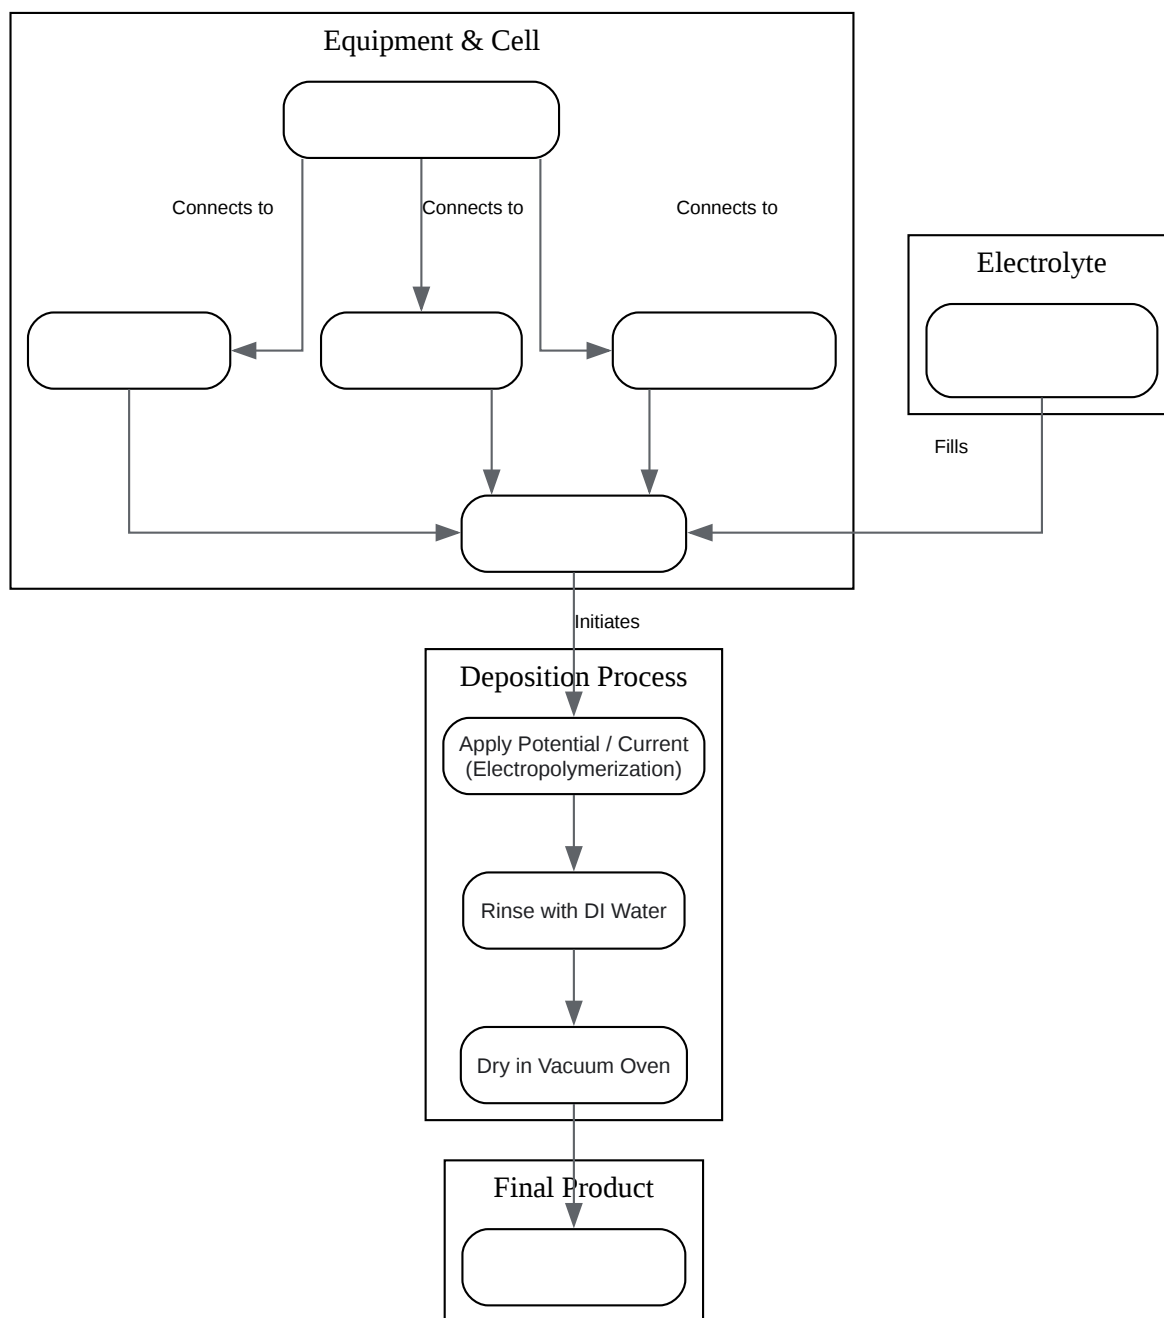 Equipment & Cell
Connects to
Connects to
Connects to
Electrolyte
Fills
Initiates
Deposition Process
Apply Potential / Current
(Electropolymerization)
Rinse with DI Water
Dry in Vacuum Oven
Final Product